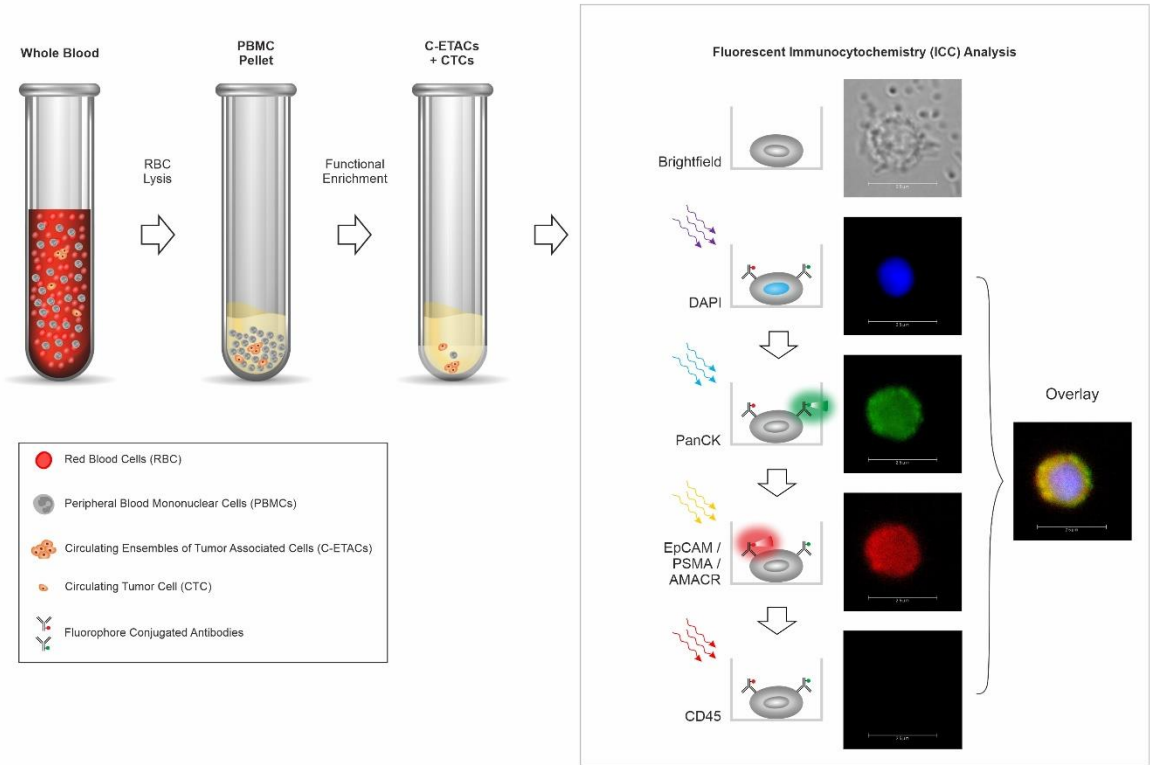 Whole Blood
PBMC
Pellet
C-ETACs
+ CTCs
RBC
Lysis
Functional
Enrichment
Red Blood Cells (RBC)
Peripheral Blood Mononuclear Cells (PBMCs)
Circulating Ensembles of Tumor Associated Cells (C-ETACs)
Circulating Tumor Cell (CTC)
Fluorophore Conjugated Antibodies
Fluorescent Immunocytochemistry (ICC) Analysis
Brightfield
DAPI
PanCK
EpCAM /
PSMA /
AMACR
CD45
Overlay